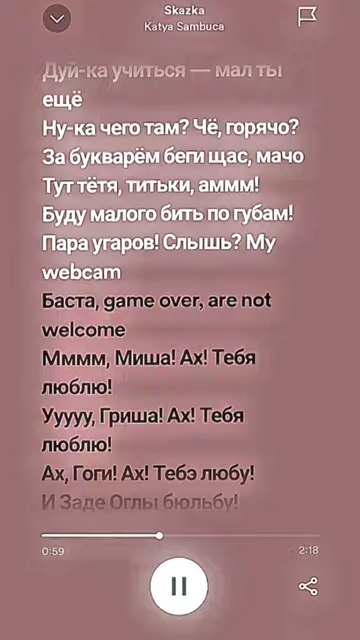 Skazka
Katya Sambuca
Дуй-ка учиться — мал ты
ещё
Ну-ка чего там? Чё, горячо?
За букварём беги щас, мачо
Тут тётя, титьки, аммм!
Буду малого бить по губам!
Пара угаров! Слышь? My
webcam
Баста, game over, are not
welcome
Мммм, Миша! Ах! Тебя
люблю!
Ууууу, Гриша! Ах! Тебя
люблю!
Ах, Гоги! Ах! Тебэ любу!
И Заде Оглы бюльбу!
0:59
2:18